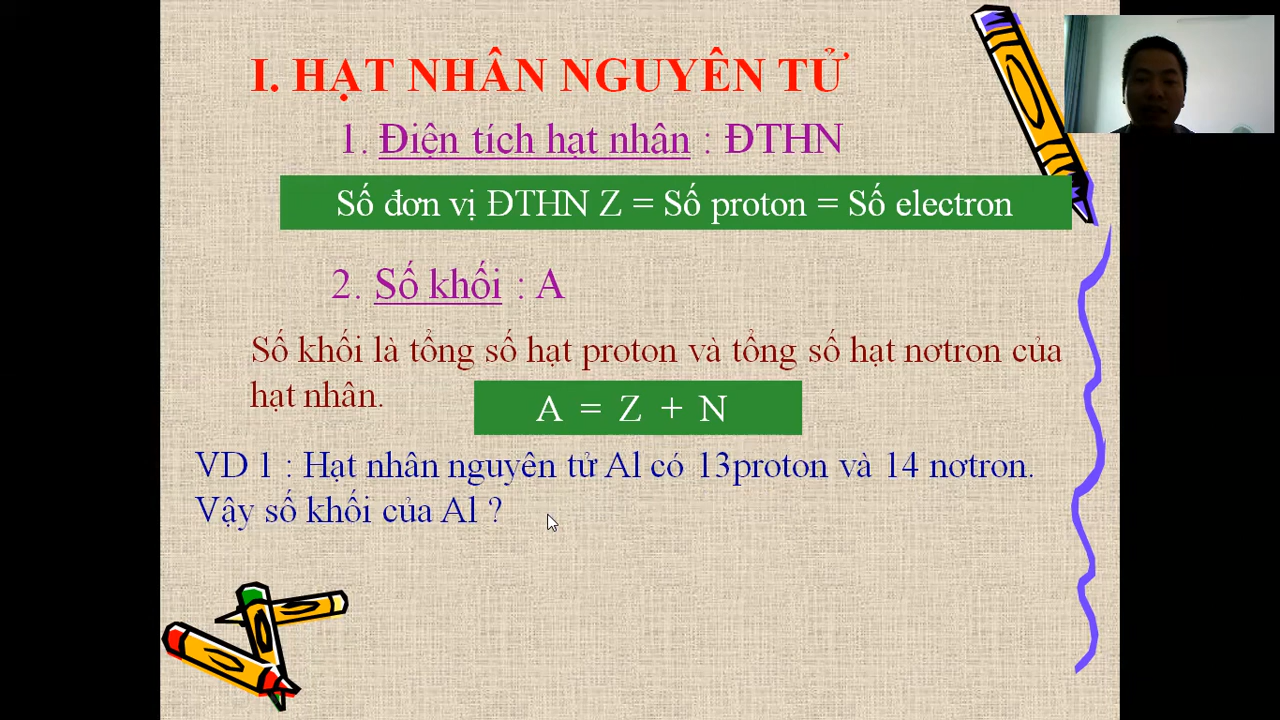 I. HẠT NHÂN NGUYÊN TỬ
1. Điện tích hạt nhân : ĐTHN
Số đơn vị ĐTHN Z = Số proton = Số electron
2. Số khối : A
Số khối là tổng số hạt proton và tổng số hạt nơtron của
hạt nhân.
A = Z + N
VD 1 : Hạt nhân nguyên tử Al có 13proton và 14 nơtron.
Vậy số khối của Al ?